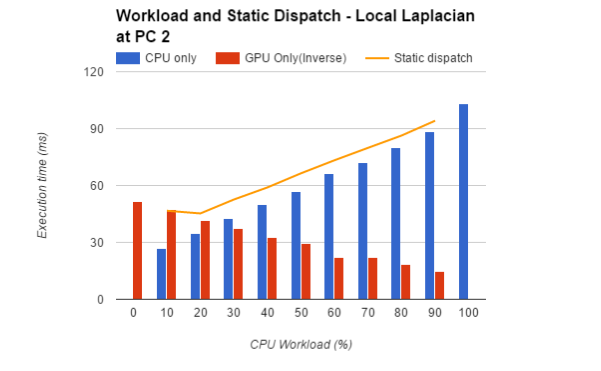 Workload and Static Dispatch - Local Laplacian
at PC 2
CPU only GPU Only(Inverse) Static dispatch
120
90
60
30
0
Execution time (ms)
0 10 20 30 40 50 60 70 80 90 100
CPU Workload (%)